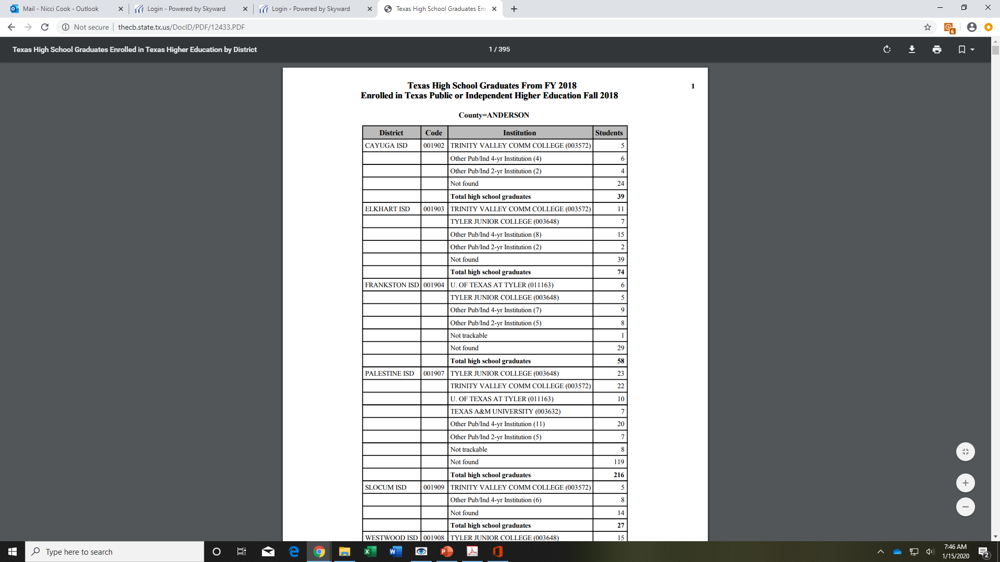 Mail - Nicci Cook - Outlook
Login - Powered by Skyward
Login - Powered by Skyward
Texas High School Graduates Enr
Not secure
thecb.state.tx.us/DocID/PDF/12433.PDF
6
Texas High School Graduates Enrolled in Texas Higher Education by District
1 / 395
Texas High School Graduates From FY 2018
1
Enrolled in Texas Public or Independent Higher Education Fall 2018
County=ANDERSON
District Code Institution Students
CAYUGA ISD 001902 TRINITY VALLEY COMM COLLEGE (003572) 5
Other Pub/Ind 4-yr Institution (4) 6
Other Pub/Ind 2-yr Institution (2) 4
Not found 24
Total high school graduates 39
ELKHART ISD 001903 TRINITY VALLEY COMM COLLEGE (003572) 11
TYLER JUNIOR COLLEGE (003648) 7
Other Pub/Ind 4-yr Institution (8) 15
Other Pub/Ind 2-yr Institution (2) 2
Not found 39
Total high school graduates 74
FRANKSTON ISD 001904 U. OF TEXAS AT TYLER (011163) 6
TYLER JUNIOR COLLEGE (003648) 5
Other Pub/Ind 4-yr Institution (7) 9
Other Pub/Ind 2-yr Institution (5) 8
Not trackable 1
Not found 29
Total high school graduates 58
PALESTINE ISD 001907 TYLER JUNIOR COLLEGE (003648) 23
TRINITY VALLEY COMM COLLEGE (003572) 22
U. OF TEXAS AT TYLER (011163) 10
TEXAS A&M UNIVERSITY (003632) 7
Other Pub/Ind 4-yr Institution (11) 20
Other Pub/Ind 2-yr Institution (5) 7
Not trackable 8
Not found 119
Total high school graduates 216
SLOCUM ISD 001909 TRINITY VALLEY COMM COLLEGE (003572) 5
Other Pub/Ind 4-yr Institution (6) 8
Not found 14
Total high school graduates 27
WESTWOOD ISD 001908 TYLER JUNIOR COLLEGE (003648) 15
Type here to search
7:46 AM
1/15/2020
2